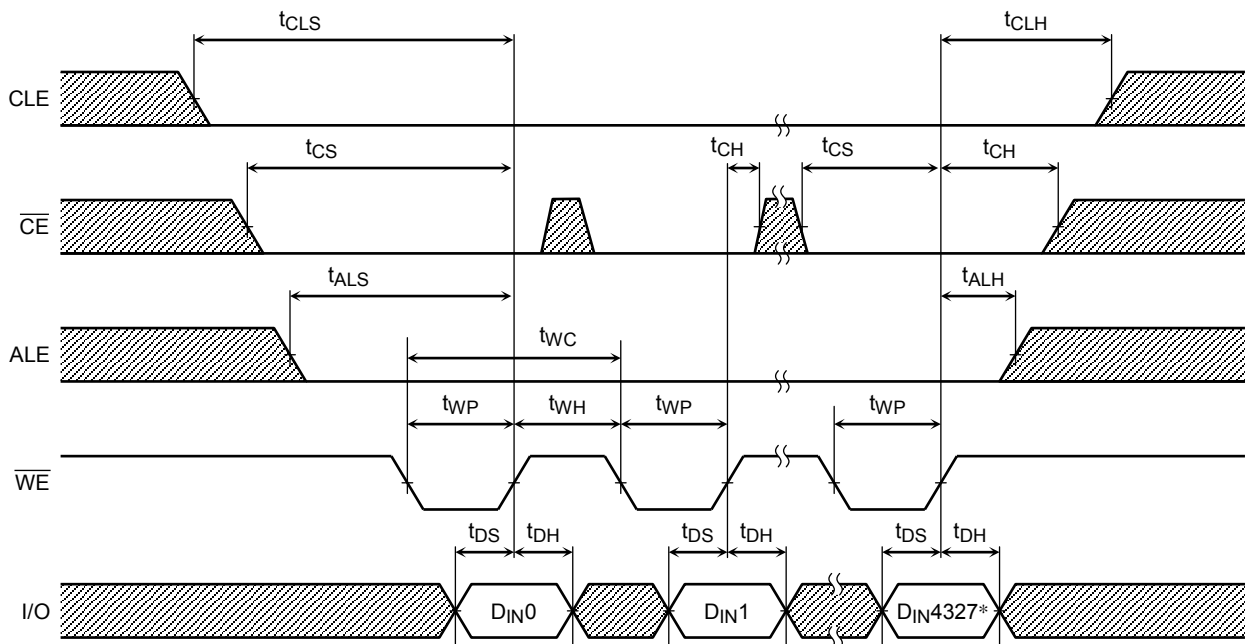 tCLS tCLH
CLE
tCS tCH tCS tCH
CE
tALS tALH
ALE
tWC
tWP tWH tWP tWP
WE
tDS tDH tDS tDH tDS tDH
I/O DIN0 DIN1 DIN4327*